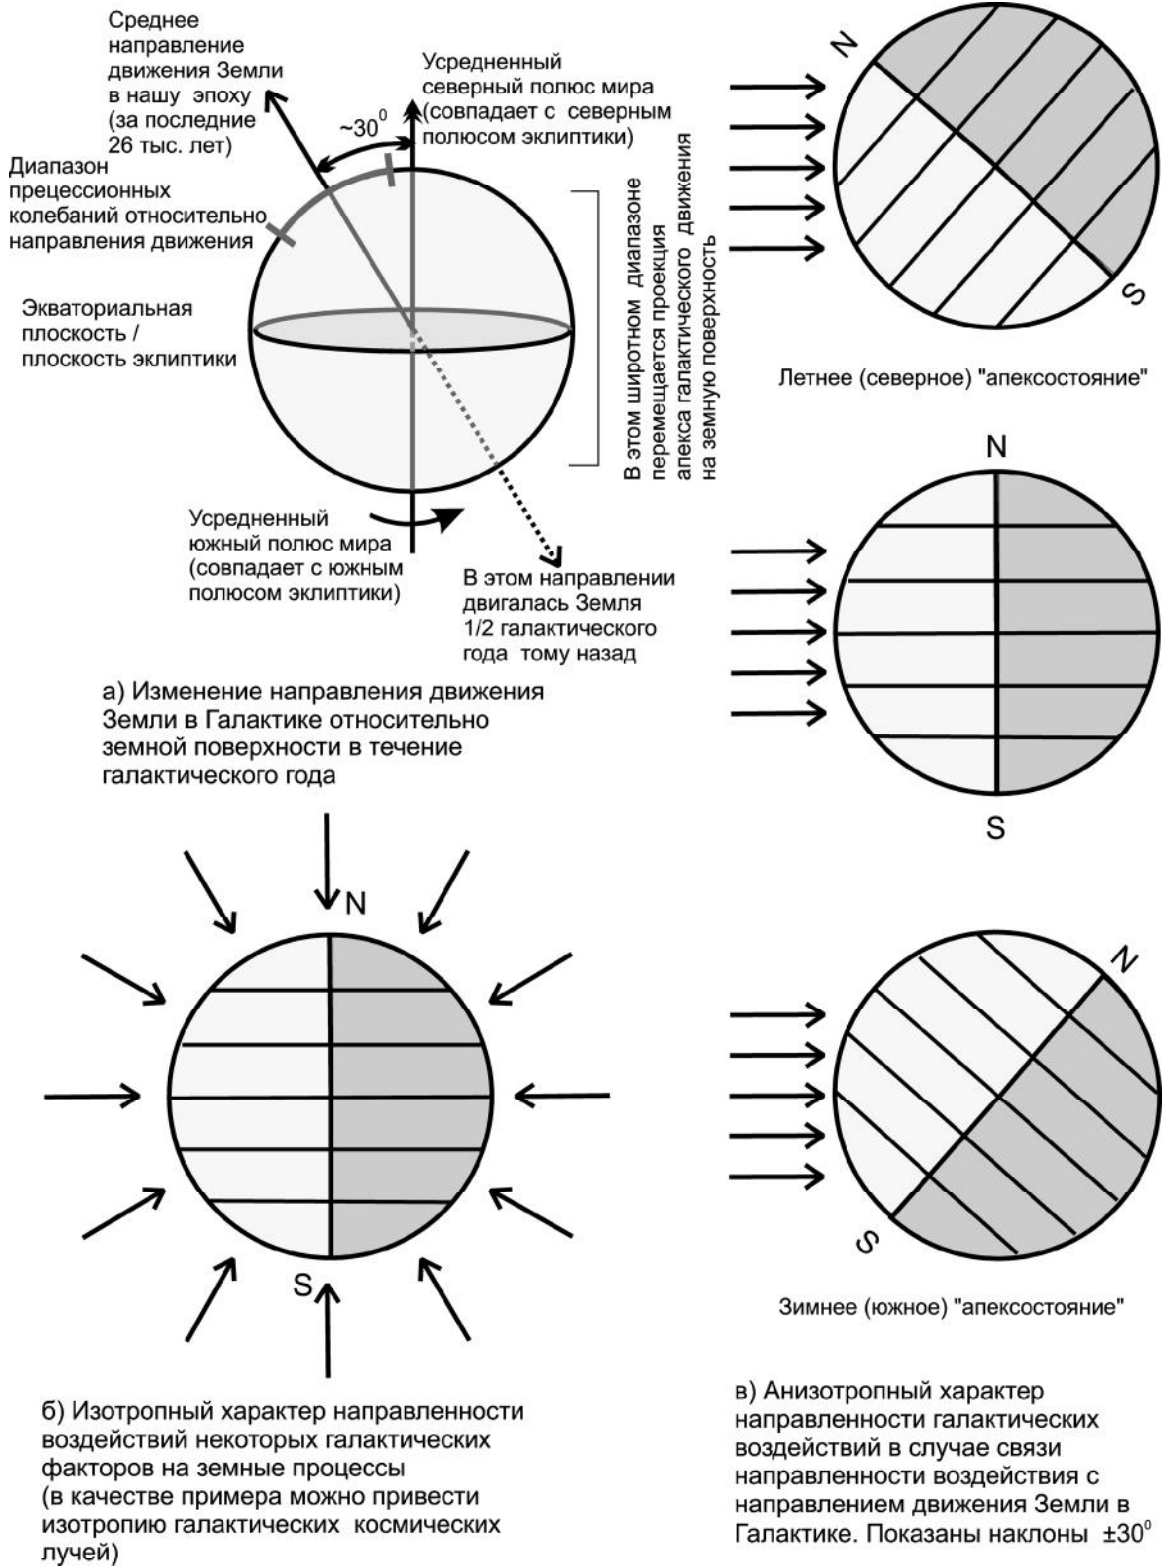 Среднее
направление
движения Земли
в нашу эпоху
(за последние
26 тыс. лет)
~30⁰
Усредненный
северный полюс мира
(совпадает с северным
полюсом эклиптики)
Диапазон
прецессионных
колебаний относительно
направления движения
Экваториальная
плоскость /
плоскость эклиптики
В этом широтном диапазоне
перемещается проекция
апекса галактического движения
на земную поверхность
Усредненный
южный полюс мира
(совпадает с южным
полюсом эклиптики)
В этом направлении
двигалась Земля
1/2 галактического
года тому назад
а) Изменение направления движения
Земли в Галактике относительно
земной поверхности в течение
галактического года
N
S
б) Изотропный характер направленности
воздействий некоторых галактических
факторов на земные процессы
(в качестве примера можно привести
изотропию галактических космических
лучей)
N
S
Летнее (северное) "апексостояние"
N
S
N
S
Зимнее (южное) "апексостояние"
в) Анизотропный характер
направленности галактических
воздействий в случае связи
направленности воздействия с
направлением движения Земли в
Галактике. Показаны наклоны ±30⁰